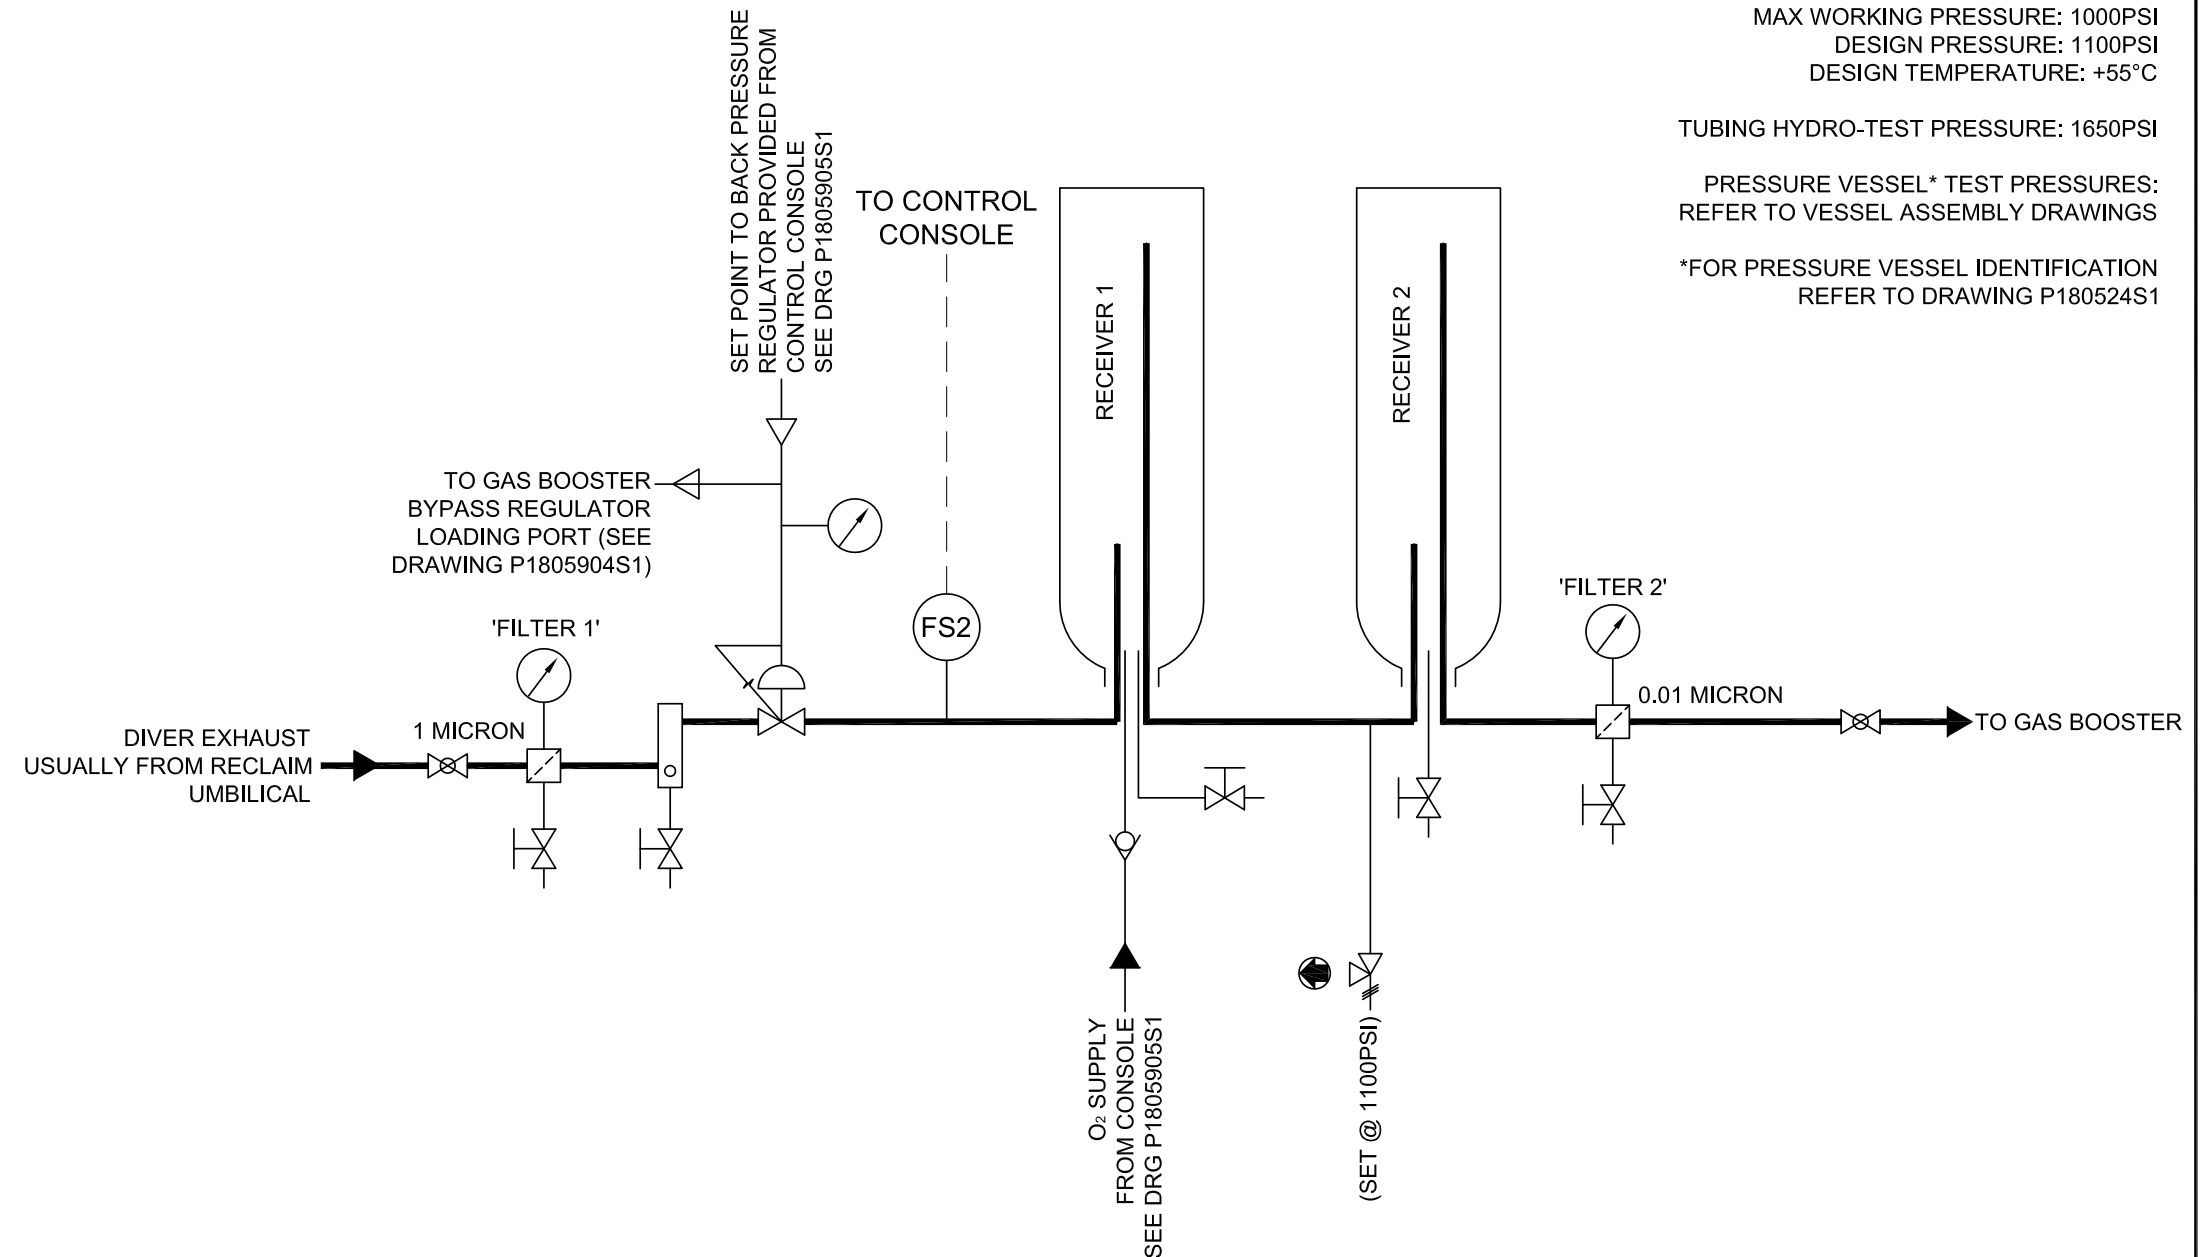 MAX WORKING PRESSURE: 1000PSI
DESIGN PRESSURE: 1100PSI
DESIGN TEMPERATURE: +55°C
TUBING HYDRO-TEST PRESSURE: 1650PSI
PRESSURE VESSEL* TEST PRESSURES:
REFER TO VESSEL ASSEMBLY DRAWINGS
*FOR PRESSURE VESSEL IDENTIFICATION
REFER TO DRAWING P180524S1
SET POINT TO BACK PRESSURE
REGULATOR PROVIDED FROM
CONTROL CONSOLE
SEE DRG P1805905S1
TO CONTROL
CONSOLE
RECEIVER 1
RECEIVER 2
TO GAS BOOSTER
BYPASS REGULATOR
LOADING PORT (SEE
DRAWING P1805904S1)
'FILTER 1'
FS2
'FILTER 2'
1 MICRON
0.01 MICRON
DIVER EXHAUST
USUALLY FROM RECLAIM
UMBILICAL
TO GAS BOOSTER
O₂ SUPPLY
FROM CONSOLE
SEE DRG P1805905S1
(SET @ 1100PSI)